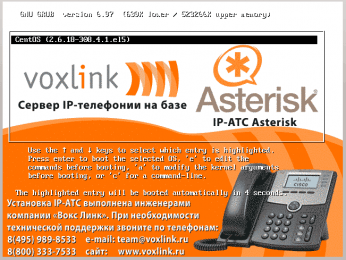 GNU GRUB  version 0.97  (639K lower / 523266K upper memory)
CentOS (2.6.18-308.4.1.el5)
voxlink
Asterisk
Сервер IP-телефонии на базе
IP-АТС Asterisk
Use the ↑ and ↓ keys to select which entry is highlighted.
Press enter to boot the selected OS, 'e' to edit the
commands before booting, 'a' to modify the kernel arguments
before booting, or 'c' for a command-line.
The highlighted entry will be booted automatically in 4 seconds.
Установка IP АТС выполнена инженерами
компании «Вокс Линк». При необходимости
технической поддержки звоните по телефонам:
8(495) 989-8533 e-mail: team@voxlink.ru
8(800) 333-7533 сайт: www.voxlink.ru